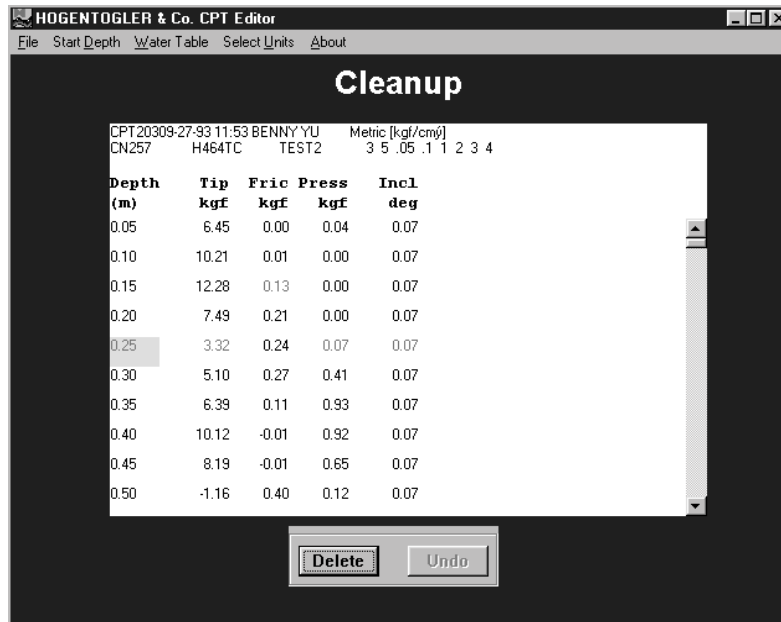 HOGENTOGLER & Co. CPT Editor
File Start Depth Water Table Select Units About
Cleanup
CPT20309-27-93 11:53 BENNY YU Metric [kgf/cmý]
CN257 H464TC TEST2 3 5 .05 .1 1 2 3 4
Depth Tip Fric Press Incl
(m) kgf kgf kgf deg
0.05 6.45 0.00 0.04 0.07
0.10 10.21 0.01 0.00 0.07
0.15 12.28 0.13 0.00 0.07
0.20 7.49 0.21 0.00 0.07
0.25 3.32 0.24 0.07 0.07
0.30 5.10 0.27 0.41 0.07
0.35 6.39 0.11 0.93 0.07
0.40 10.12 -0.01 0.92 0.07
0.45 8.19 -0.01 0.65 0.07
0.50 -1.16 0.40 0.12 0.07
Delete Undo